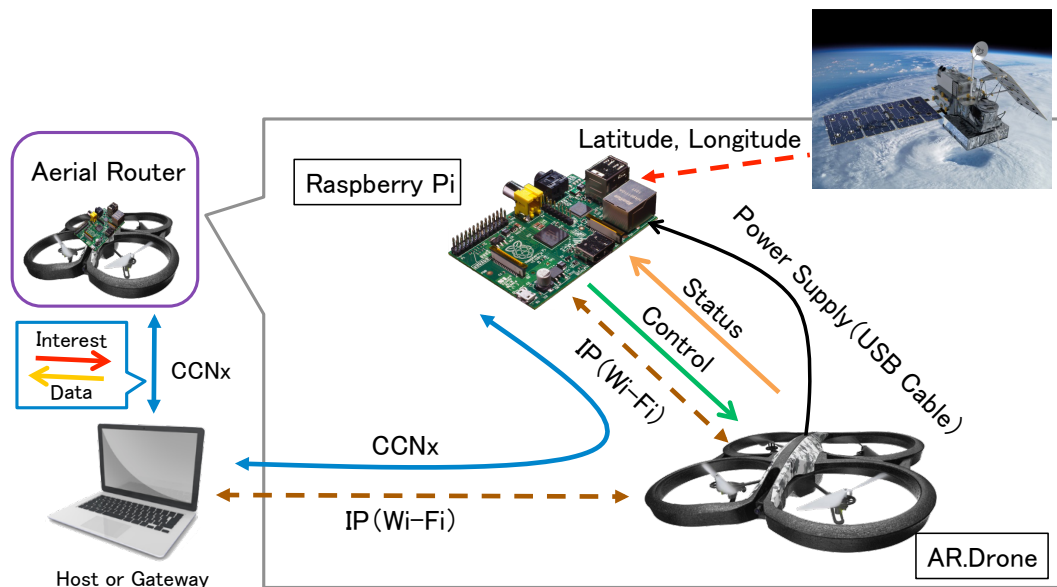 Latitude, Longitude
Aerial Router
Raspberry Pi
Power Supply(USB Cable)
Status
Control
IP(Wi-Fi)
Interest
Data
CCNx
CCNx
IP(Wi-Fi)
AR.Drone
Host or Gateway